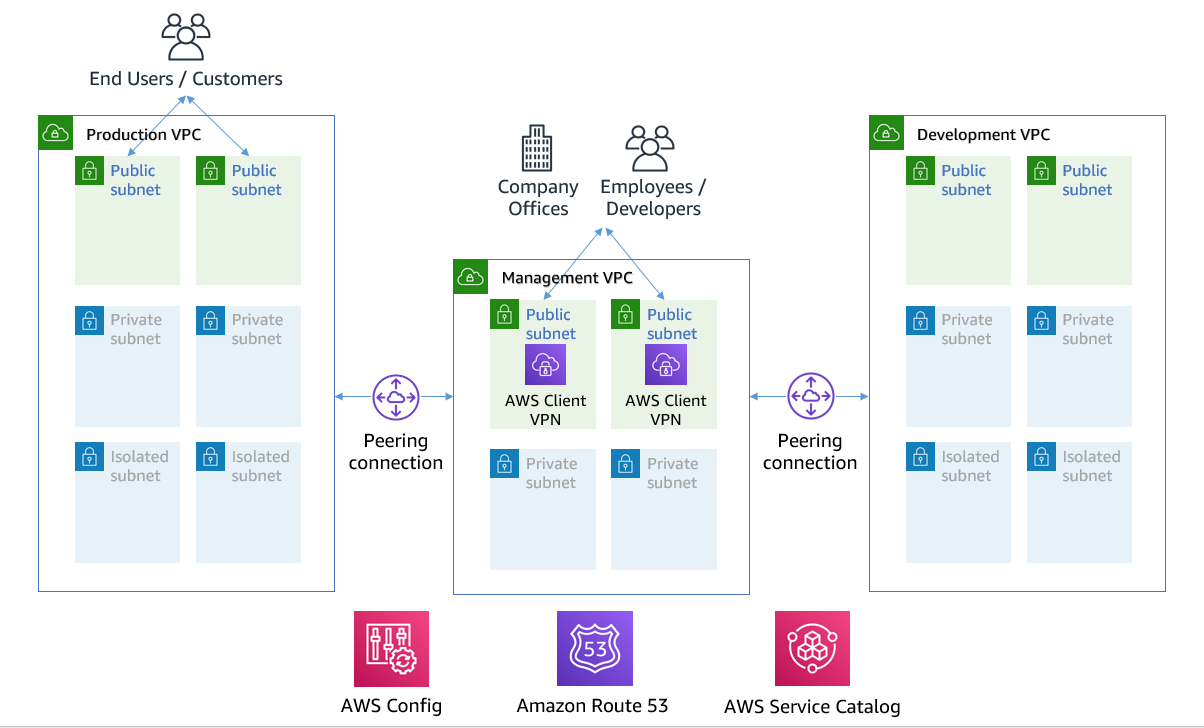 End Users / Customers
Production VPC
Public
subnet
Public
subnet
Private
subnet
Private
subnet
Isolated
subnet
Isolated
subnet
Peering
connection
Company
Offices
Employees /
Developers
Management VPC
Public
subnet
AWS Client
VPN
Public
subnet
AWS Client
VPN
Private
subnet
Private
subnet
Peering
connection
Development VPC
Public
subnet
Public
subnet
Private
subnet
Private
subnet
Isolated
subnet
Isolated
subnet
AWS Config
53
Amazon Route 53
AWS Service Catalog